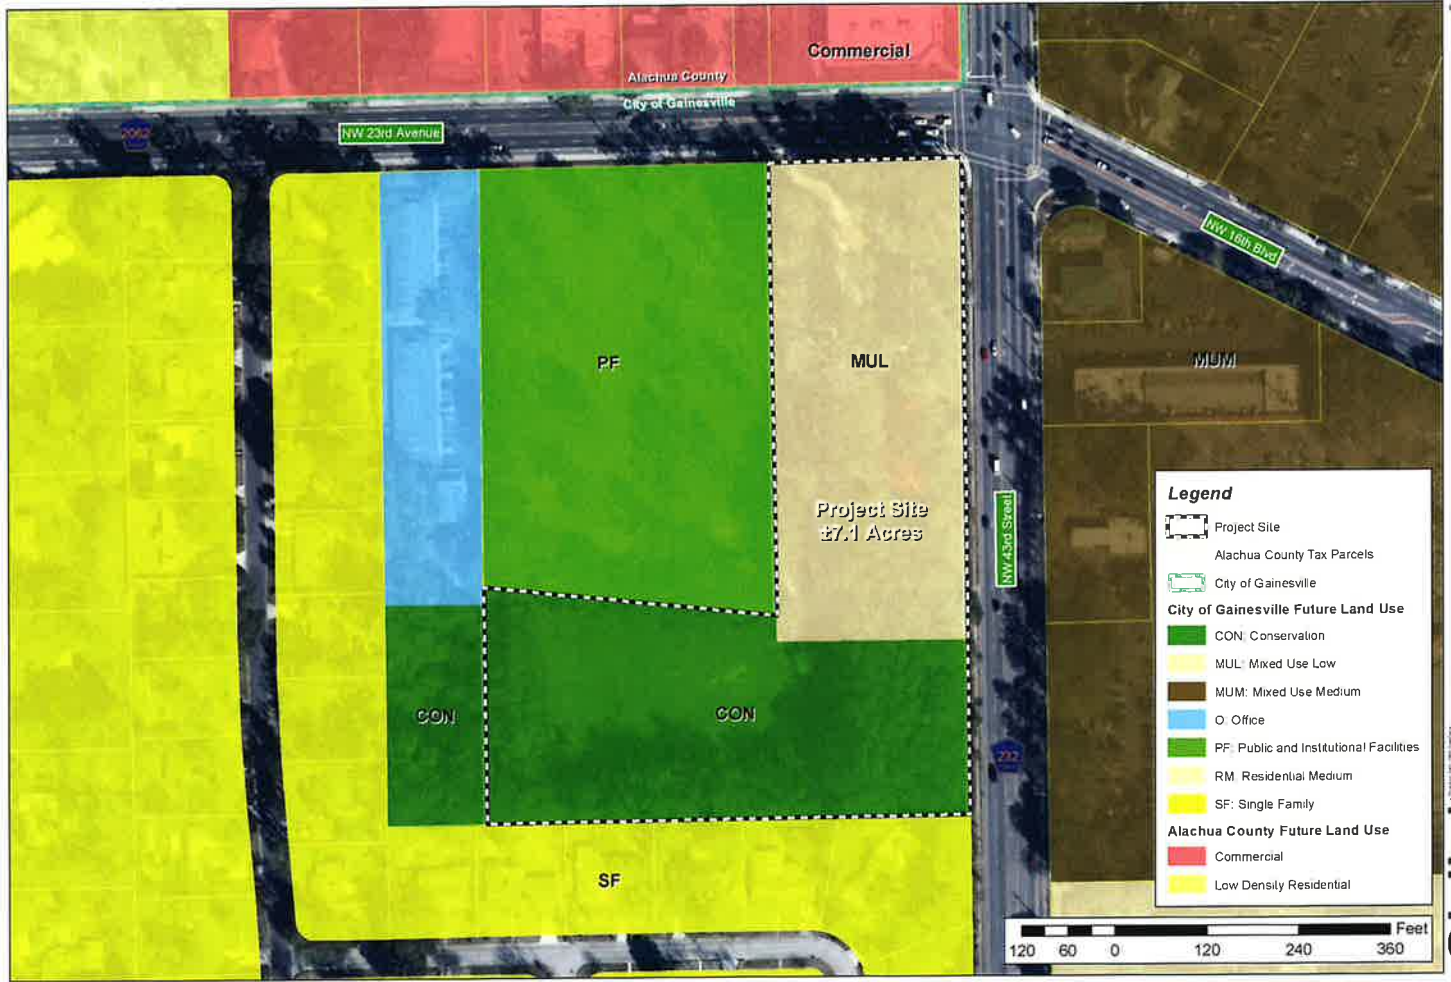 Commercial
Alachua County
City of Gainesville
2062
NW 23rd Avenue
NW 16th Blvd
PF
MUL
MUM
Project Site
±7.1 Acres
NW 43rd Street
CON
CON
232
SF
Legend
Project Site
Alachua County Tax Parcels
City of Gainesville
City of Gainesville Future Land Use
CON: Conservation
MUL: Mixed Use Low
MUM: Mixed Use Medium
O: Office
PF: Public and Institutional Facilities
RM: Residential Medium
SF: Single Family
Alachua County Future Land Use
Commercial
Low Density Residential
Feet
120 60 0 120 240 360